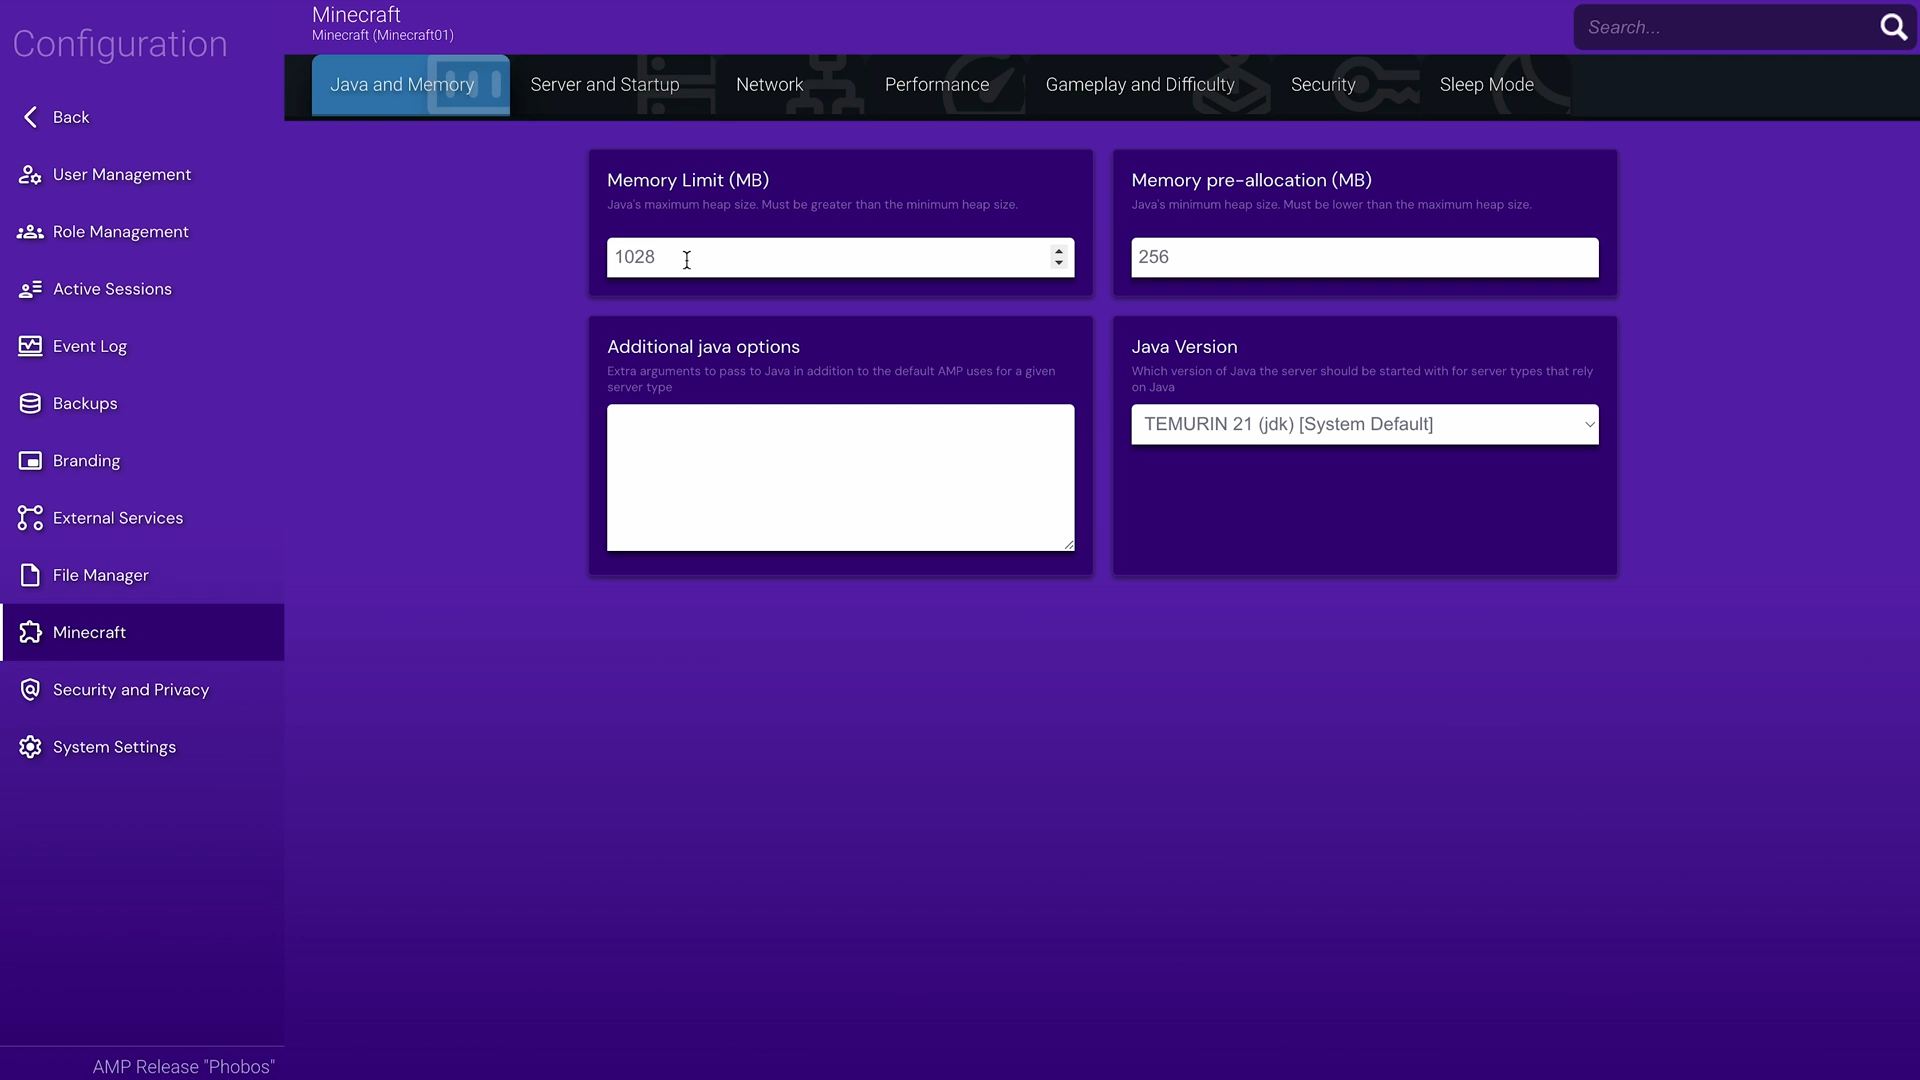 Configuration
Back
User Management
Role Management
Active Sessions
Event Log
Backups
Branding
External Services
File Manager
Minecraft
Security and Privacy
System Settings
AMP Release "Phobos"
Minecraft
Minecraft (Minecraft01)
Search...
Java and Memory
Server and Startup
Network
Performance
Gameplay and Difficulty
Security
Sleep Mode
Memory Limit (MB)
Java's maximum heap size. Must be greater than the minimum heap size.
1028
Memory pre-allocation (MB)
Java's minimum heap size. Must be lower than the maximum heap size.
256
Additional java options
Extra arguments to pass to Java in addition to the default AMP uses for a given
server type
Java Version
Which version of Java the server should be started with for server types that rely
on Java
TEMURIN 21 (jdk) [System Default]